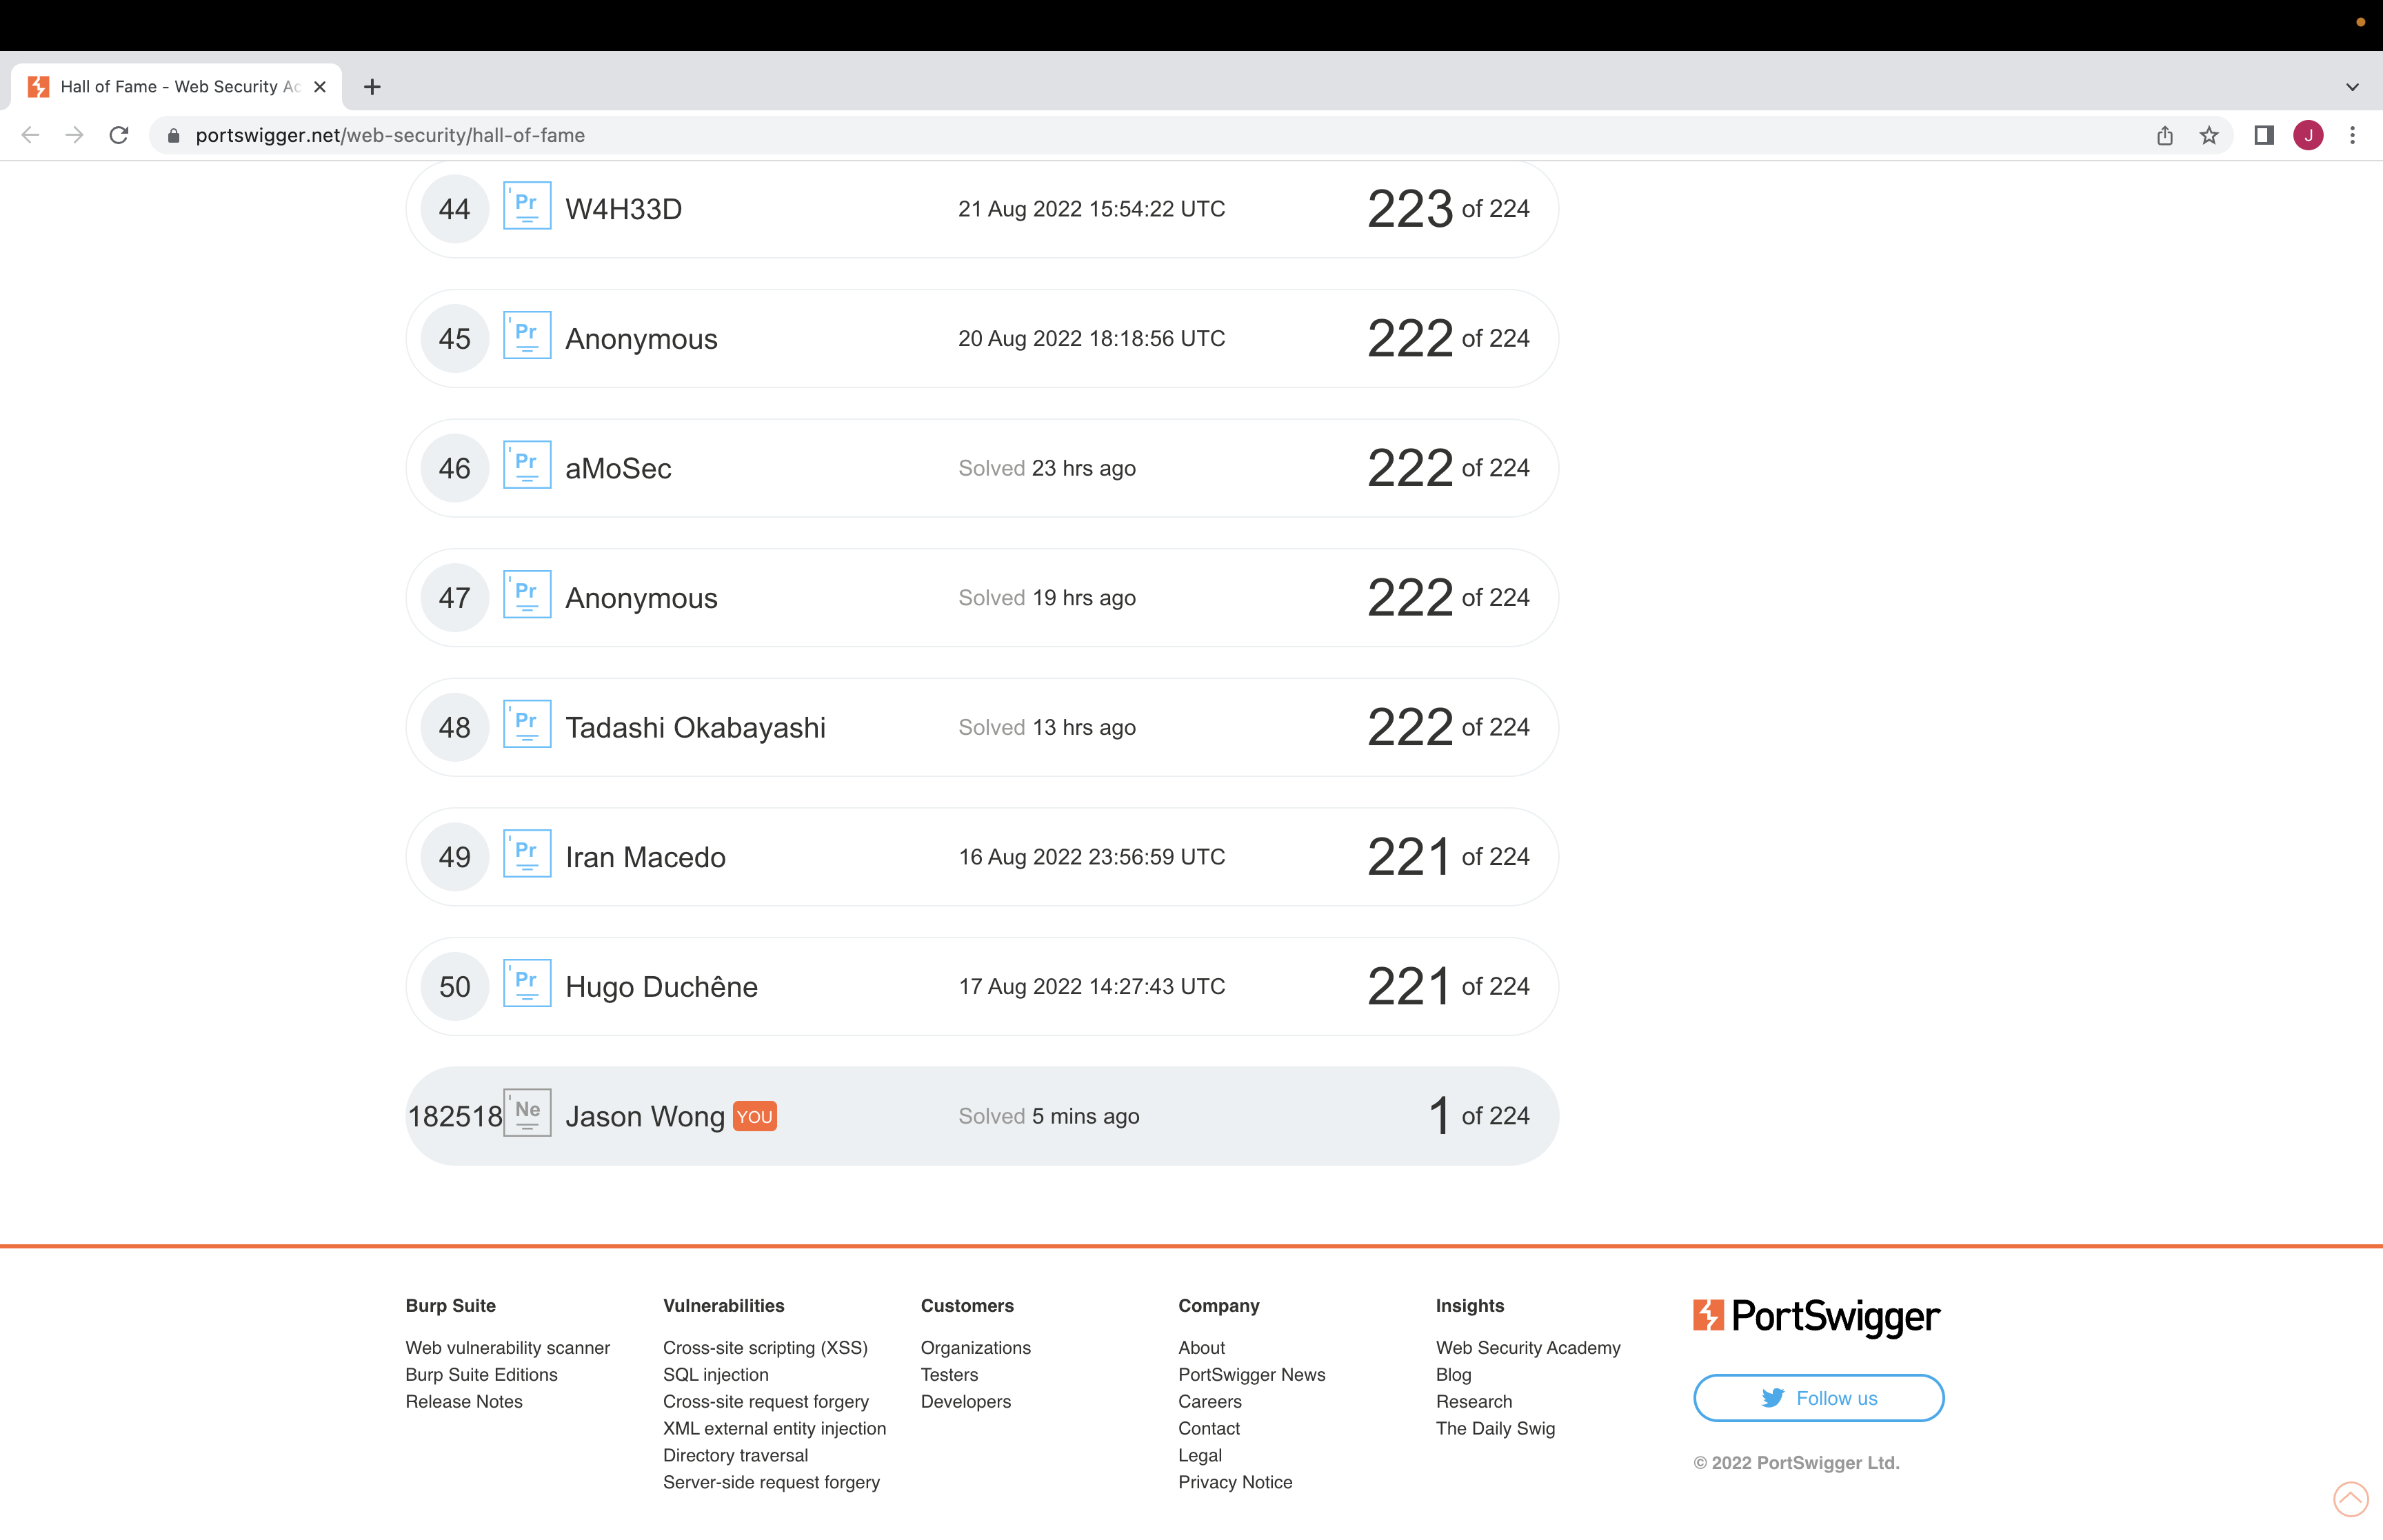 Hall of Fame - Web Security Ac
portswigger.net/web-security/hall-of-fame
J
44 Pr W4H33D 21 Aug 2022 15:54:22 UTC 223 of 224
45 Pr Anonymous 20 Aug 2022 18:18:56 UTC 222 of 224
46 Pr aMoSec Solved 23 hrs ago 222 of 224
47 Pr Anonymous Solved 19 hrs ago 222 of 224
48 Pr Tadashi Okabayashi Solved 13 hrs ago 222 of 224
49 Pr Iran Macedo 16 Aug 2022 23:56:59 UTC 221 of 224
50 Pr Hugo Duchêne 17 Aug 2022 14:27:43 UTC 221 of 224
182518 Ne Jason Wong YOU Solved 5 mins ago 1 of 224
Burp Suite
Web vulnerability scanner
Burp Suite Editions
Release Notes
Vulnerabilities
Cross-site scripting (XSS)
SQL injection
Cross-site request forgery
XML external entity injection
Directory traversal
Server-side request forgery
Customers
Organizations
Testers
Developers
Company
About
PortSwigger News
Careers
Contact
Legal
Privacy Notice
Insights
Web Security Academy
Blog
Research
The Daily Swig
PortSwigger
Follow us
© 2022 PortSwigger Ltd.